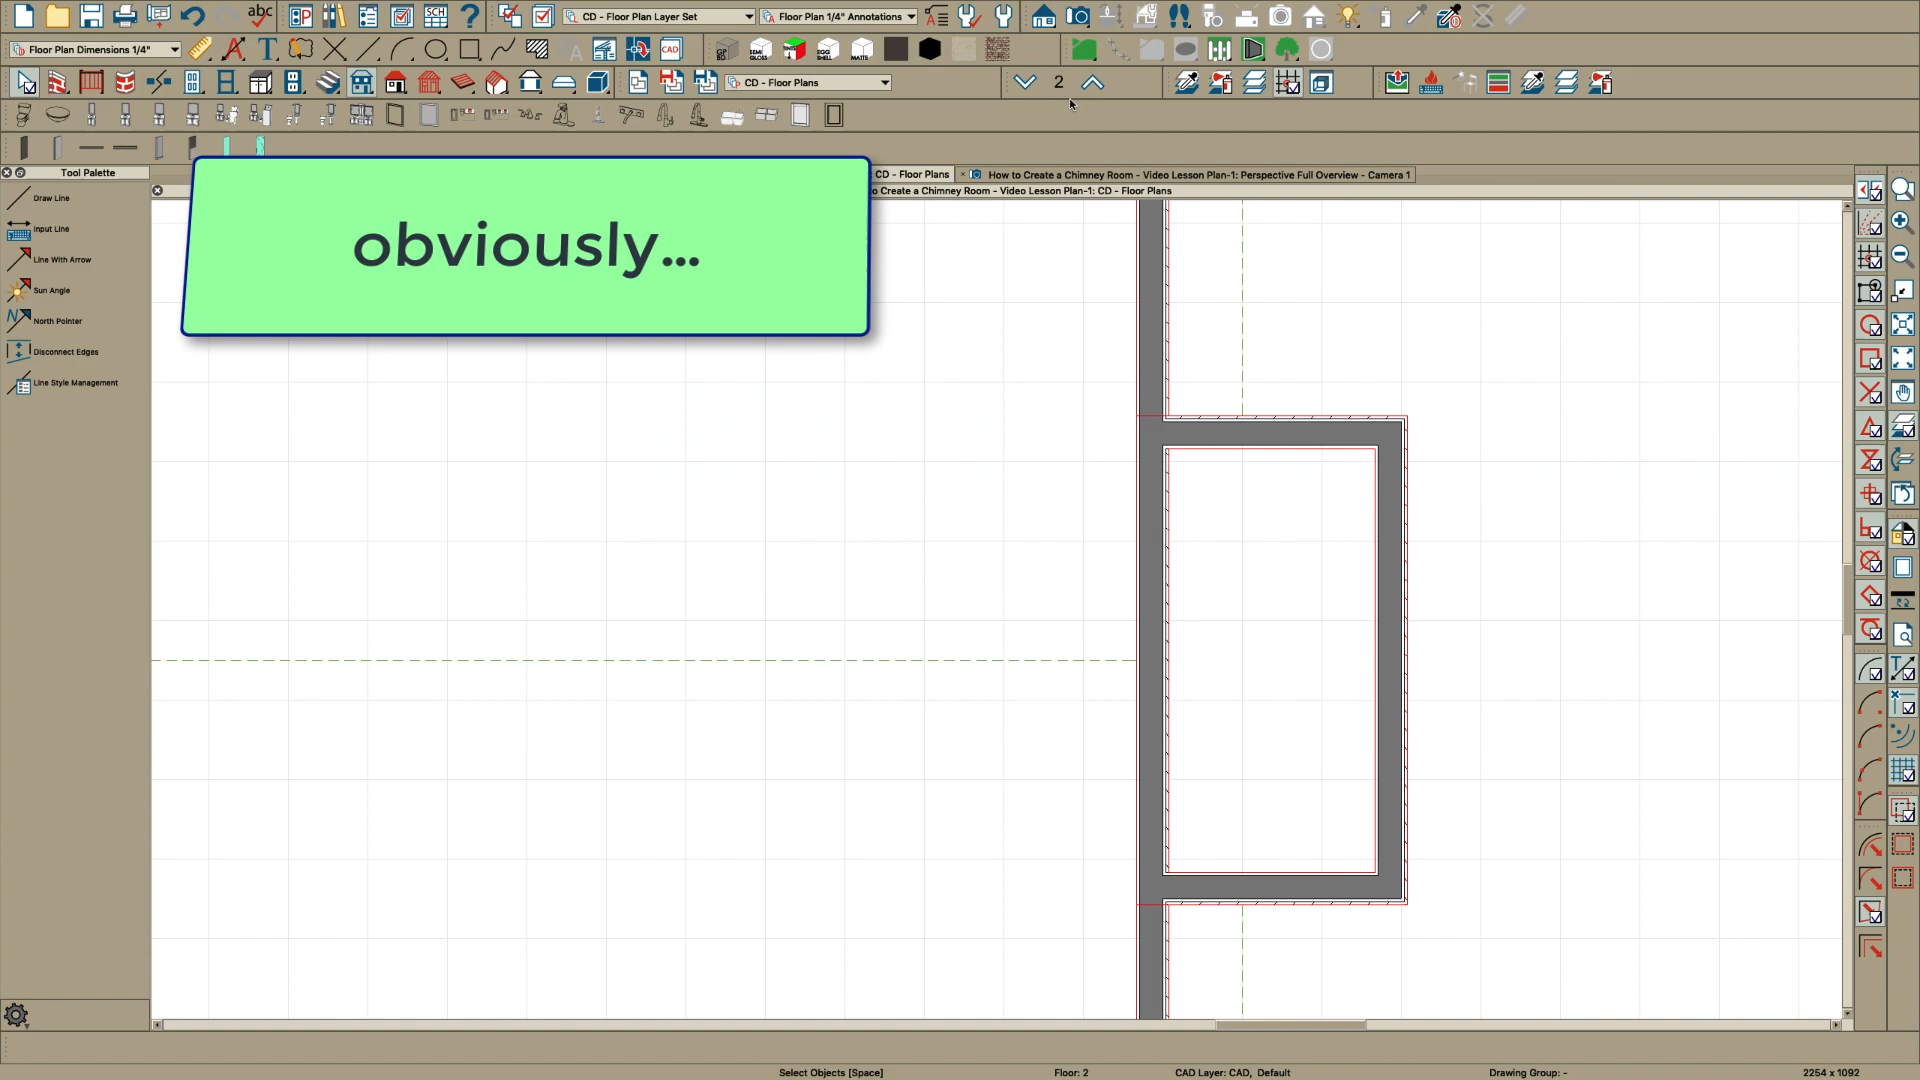 abc
CD - Floor Plan Layer Set
Floor Plan 1/4" Annotations
Floor Plan Dimensions 1/4"
CAD
CD - Floor Plans
2
Tool Palette
CD - Floor Plans
How to Create a Chimney Room - Video Lesson Plan-1: Perspective Full Overview - Camera 1
o Create a Chimney Room - Video Lesson Plan-1: CD - Floor Plans
Draw Line
Input Line
Line With Arrow
Sun Angle
North Pointer
Disconnect Edges
Line Style Management
obviously...
Select Objects [Space]
Floor: 2
CAD Layer: CAD, Default
Drawing Group: -
2254 x 1092